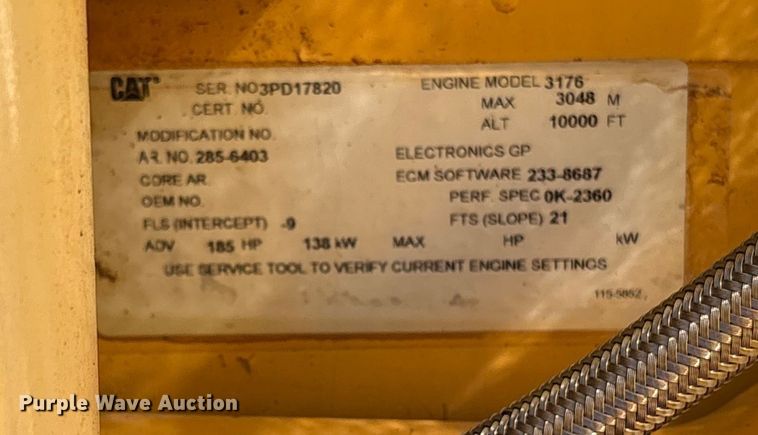 CAT SER. NO 3PD17820 ENGINE MODEL 3176
CERT. NO. MAX 3048 M
ALT 10000 FT
MODIFICATION NO.
AR. NO. 285-6403 ELECTRONICS GP
CORE AR. ECM SOFTWARE 233-8687
OEM NO. PERF. SPEC 0K-2360
FLS (INTERCEPT) -9 FTS (SLOPE) 21
ADV 185 HP 138 kW MAX HP kW
USE SERVICE TOOL TO VERIFY CURRENT ENGINE SETTINGS
115-5852
Purple Wave Auction